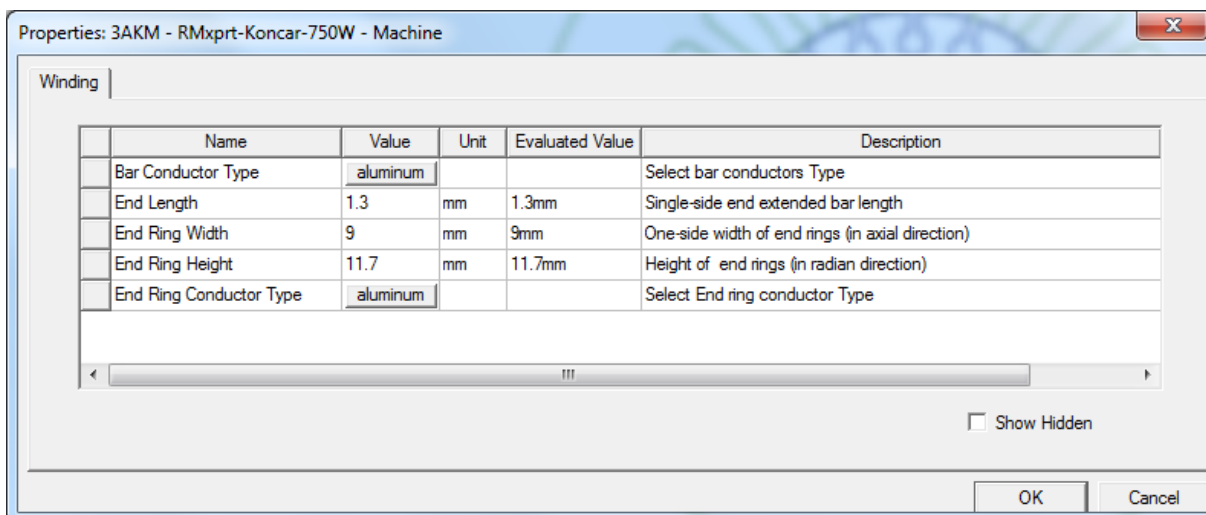 Properties: 3AKM - RMxprt-Koncar-750W - Machine
Winding
Name Value Unit Evaluated Value Description
Bar Conductor Type aluminum Select bar conductors Type
End Length 1.3 mm 1.3mm Single-side end extended bar length
End Ring Width 9 mm 9mm One-side width of end rings (in axial direction)
End Ring Height 11.7 mm 11.7mm Height of end rings (in radian direction)
End Ring Conductor Type aluminum Select End ring conductor Type
Show Hidden
OK Cancel